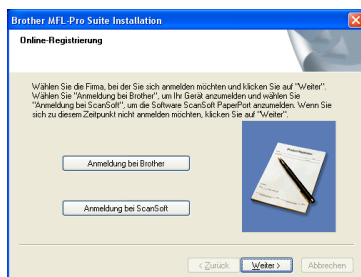 Brother MFL-Pro Suite Installation
Online-Registrierung
Wählen Sie die Firma, bei der Sie sich anmelden möchten und klicken Sie auf "Weiter".
Wählen Sie "Anmeldung bei Brother", um Ihr Gerät anzumelden und wählen Sie
"Anmeldung bei ScanSoft", um die Software ScanSoft PaperPort anzumelden. Wenn Sie
sich zu diesem Zeitpunkt nicht anmelden möchten, klicken Sie auf "Weiter".
Anmeldung bei Brother
Anmeldung bei ScanSoft
< Zurück
Weiter >
Abbrechen